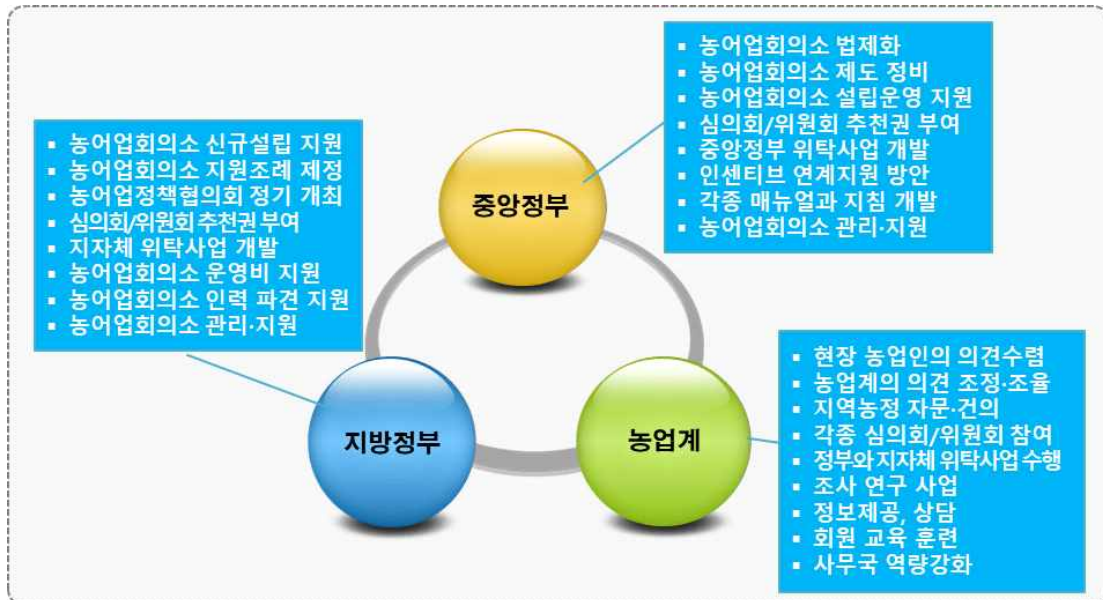 중앙정부
▪ 농어업회의소 법제화
▪ 농어업회의소 제도 정비
▪ 농어업회의소 설립운영 지원
▪ 심의회/위원회 추천권 부여
▪ 중앙정부 위탁사업 개발
▪ 인센티브 연계지원 방안
▪ 각종 매뉴얼과 지침 개발
▪ 농어업회의소 관리·지원
지방정부
▪ 농어업회의소 신규설립 지원
▪ 농어업회의소 지원조례 제정
▪ 농어업정책협의회 정기 개최
▪ 심의회/위원회 추천권 부여
▪ 지자체 위탁사업 개발
▪ 농어업회의소 운영비 지원
▪ 농어업회의소 인력 파견 지원
▪ 농어업회의소 관리·지원
농업계
▪ 현장 농업인의 의견수렴
▪ 농업계의 의견 조정·조율
▪ 지역농정 자문·건의
▪ 각종 심의회/위원회 참여
▪ 정부와 지자체 위탁사업 수행
▪ 조사 연구 사업
▪ 정보제공, 상담
▪ 회원 교육 훈련
▪ 사무국 역량강화